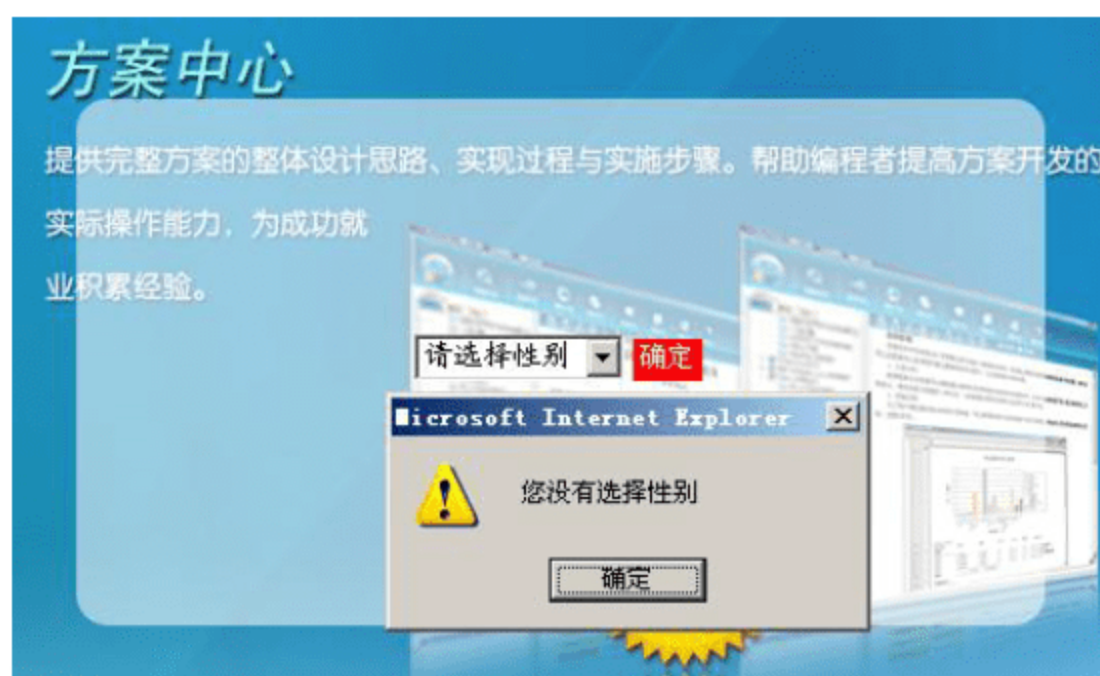 方案中心
提供完整方案的整体设计思路、实现过程与实施步骤。帮助编程者提高方案开发的
实际操作能力，为成功就
业积累经验。
请选择性别 确定
Microsoft Internet Explorer
您没有选择性别
确定